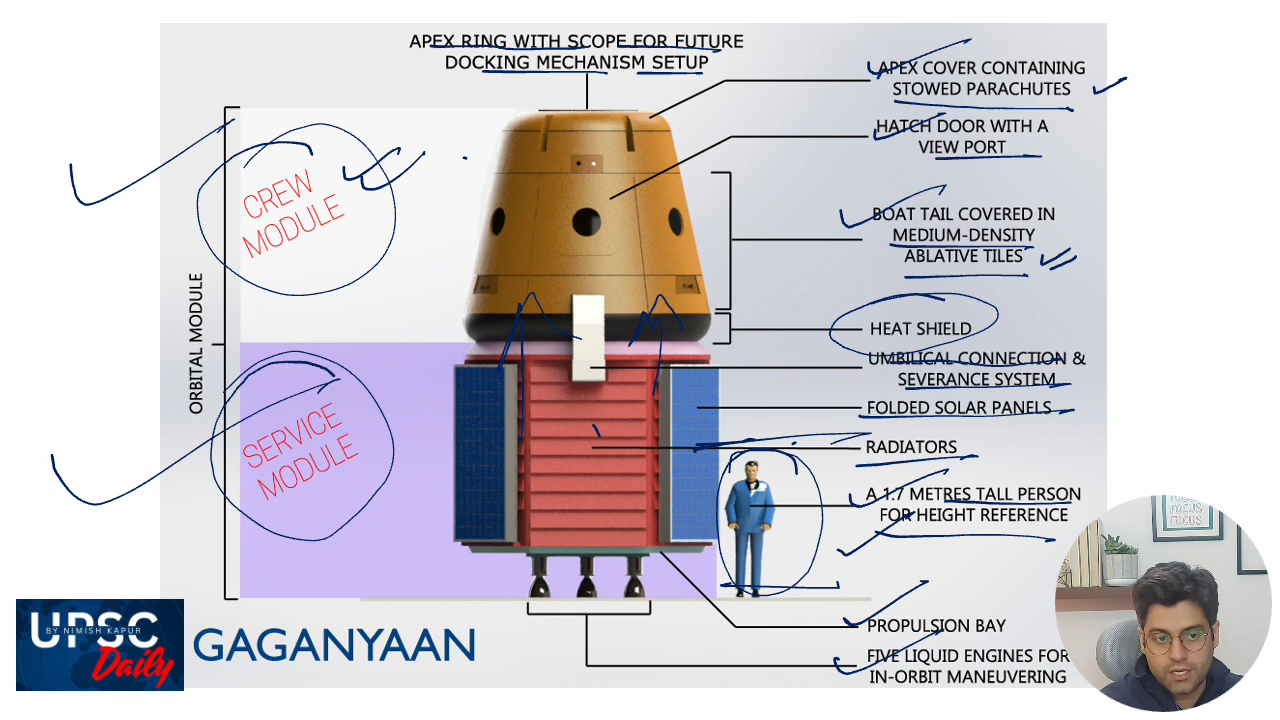 APEX RING WITH SCOPE FOR FUTURE
DOCKING MECHANISM SETUP
APEX COVER CONTAINING
STOWED PARACHUTES
HATCH DOOR WITH A
VIEW PORT
CREW
MODULE
BOAT TAIL COVERED IN
MEDIUM-DENSITY
ABLATIVE TILES
ORBITAL MODULE
HEAT SHIELD
UMBILICAL CONNECTION &
SEVERANCE SYSTEM
FOLDED SOLAR PANELS
SERVICE
MODULE
RADIATORS
A 1.7 METRES TALL PERSON
FOR HEIGHT REFERENCE
FOCUS
FOCUS
FOCUS
PROPULSION BAY
FIVE LIQUID ENGINES FOR
IN-ORBIT MANEUVERING
UPSC
BY NIMISH KAPUR
Daily
GAGANYAAN